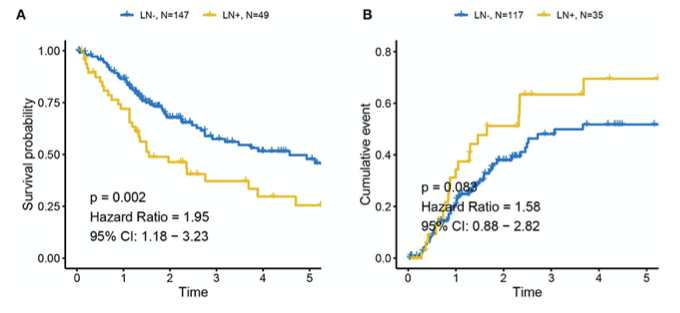 A
LN-, N=147 LN+, N=49
Survival probability
1.00
0.75
0.50
0.25
0.00
p = 0.002
Hazard Ratio = 1.95
95% CI: 1.18 − 3.23
0 1 2 3 4 5
Time
B
LN-, N=117 LN+, N=35
Cumulative event
0.8
0.6
0.4
0.2
0.0
p = 0.083
Hazard Ratio = 1.58
95% CI: 0.88 − 2.82
0 1 2 3 4 5
Time